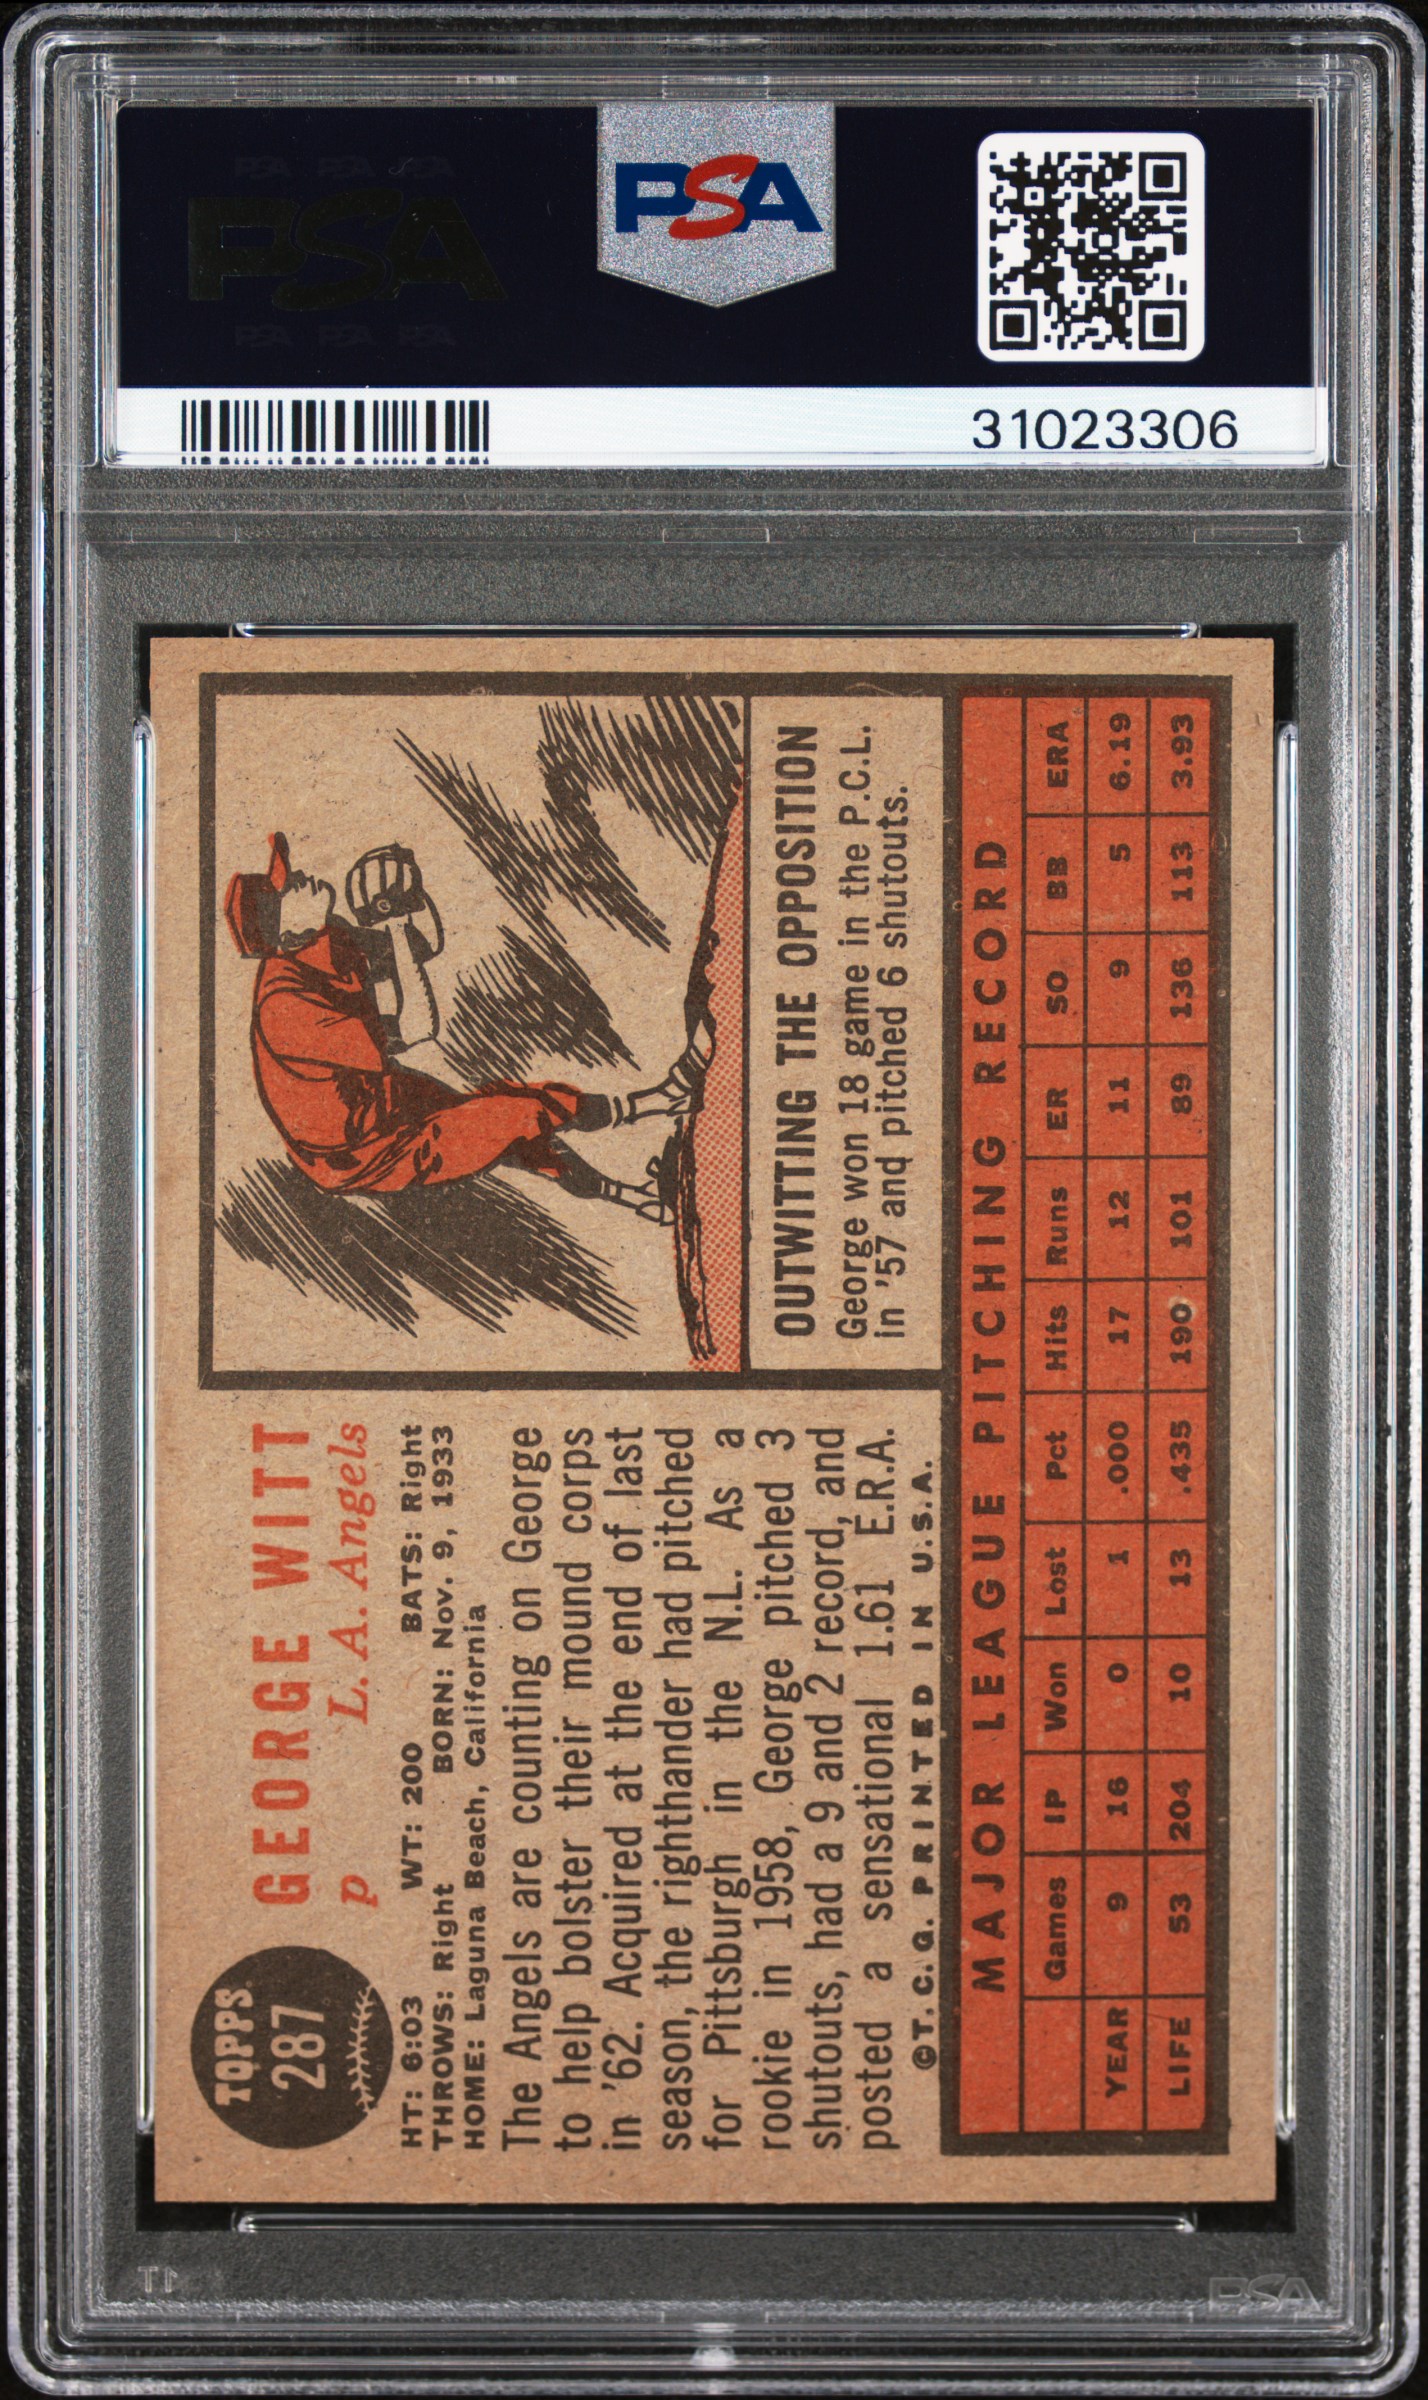 PSA PSA PSA
PSA
PSA PSA PSA
PSA
31023306
TOPPS
287
GEORGE WITT
P L. A. Angels
HT: 6:03 WT: 200 BATS: Right
THROWS: Right BORN: Nov. 9, 1933
HOME: Laguna Beach, California
The Angels are counting on George
to help bolster their mound corps
in '62. Acquired at the end of last
season, the righthander had pitched
for Pittsburgh in the N.L. As a
rookie in 1958, George pitched 3
shutouts, had a 9 and 2 record, and
posted a sensational 1.61 E.R.A.
©T.C.G. PRINTED IN U.S.A.
OUTWITTING THE OPPOSITION
George won 18 game in the P.C.L.
in '57 and pitched 6 shutouts.
MAJOR LEAGUE PITCHING RECORD
Games IP Won Lost Pct Hits Runs ER SO BB ERA
YEAR 9 16 0 1 .000 17 12 11 9 5 6.19
LIFE 53 204 10 13 .435 190 101 89 136 113 3.93
PSA